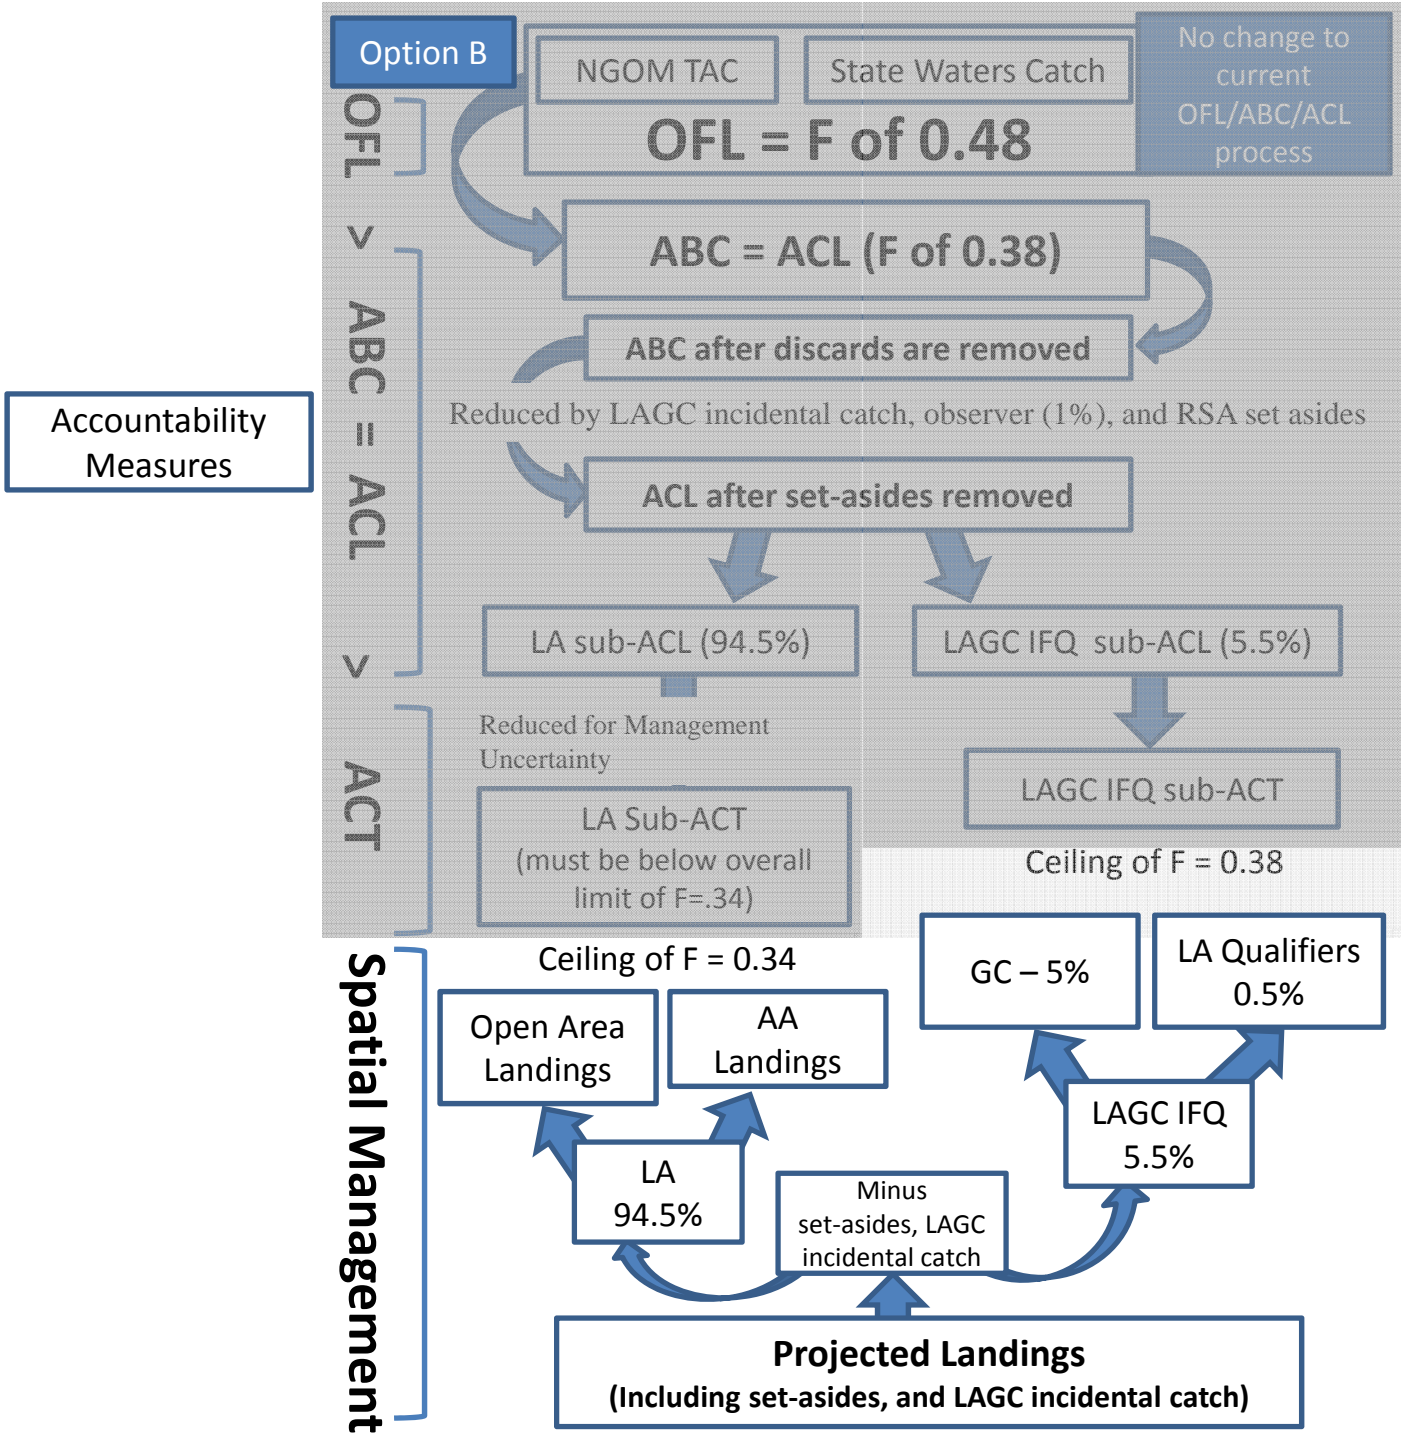 Option B
NGOM TAC
State Waters Catch
No change to
current
OFL/ABC/ACL
process
OFL = F of 0.48
OFL
>
ABC = ACL (F of 0.38)
ABC after discards are removed
ABC = ACL
Accountability
Measures
Reduced by LAGC incidental catch, observer (1%), and RSA set asides
ACL after set-asides removed
LA sub-ACL (94.5%)
LAGC IFQ sub-ACL (5.5%)
>
ACT
Reduced for Management
Uncertainty
LA Sub-ACT
(must be below overall
limit of F=.34)
LAGC IFQ sub-ACT
Ceiling of F = 0.38
Ceiling of F = 0.34
Spatial Management
Open Area
Landings
AA
Landings
GC – 5%
LA Qualifiers
0.5%
LA
94.5%
LAGC IFQ
5.5%
Minus
set-asides, LAGC
incidental catch
Projected Landings
(Including set-asides, and LAGC incidental catch)